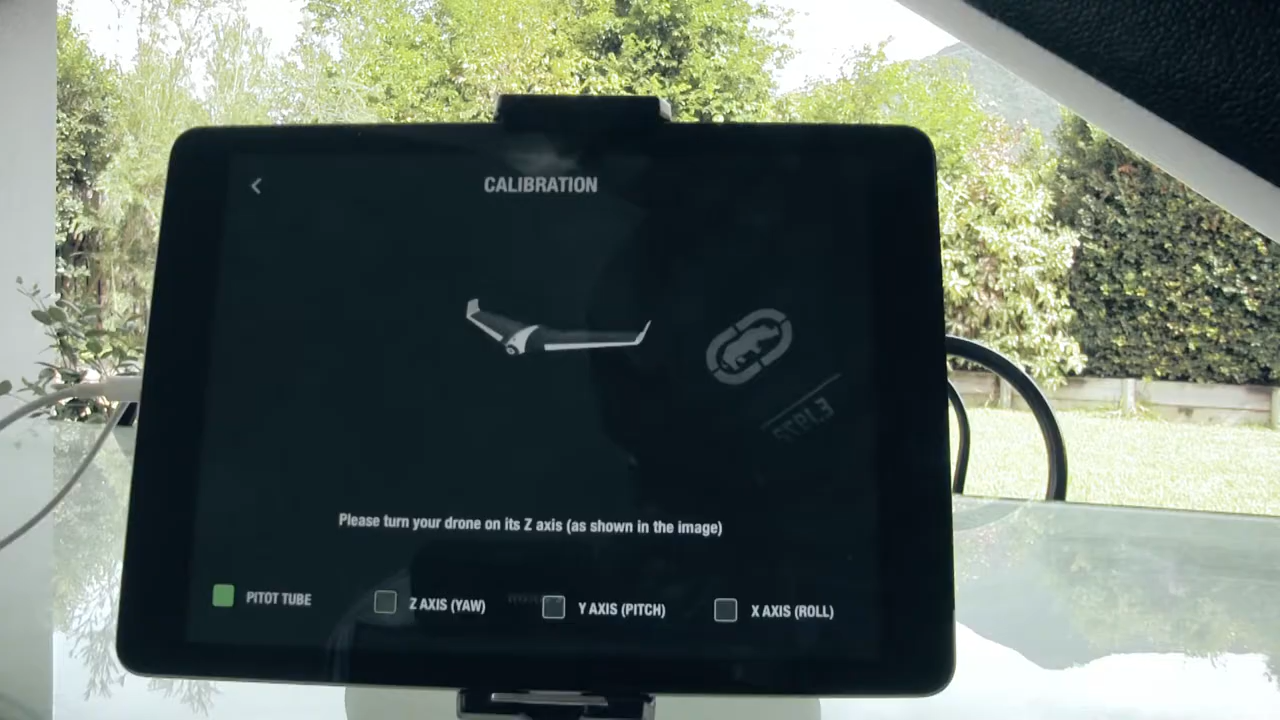 CALIBRATION
Please turn your drone on its Z axis (as shown in the image)
PITOT TUBE
Z AXIS (YAW)
Y AXIS (PITCH)
X AXIS (ROLL)